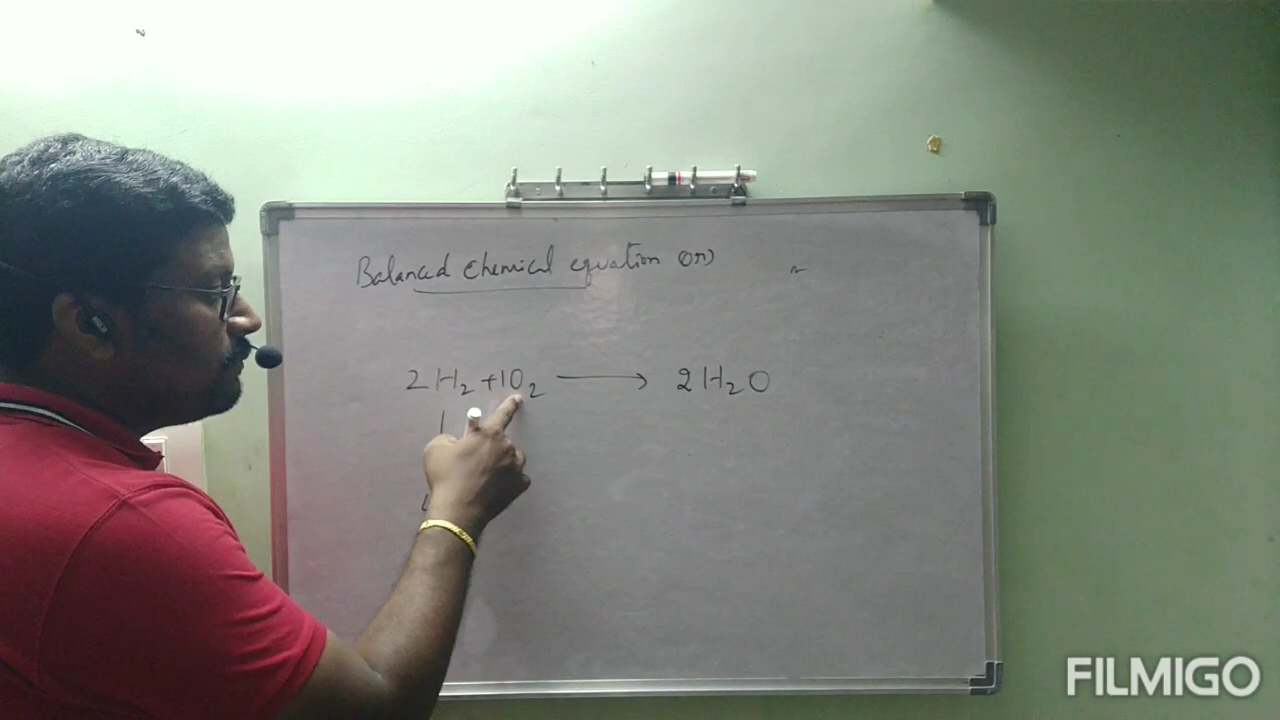 Balanced Chemical equation (or)
2H₂ + 1O₂ ⟶ 2H₂O
FILMIGO